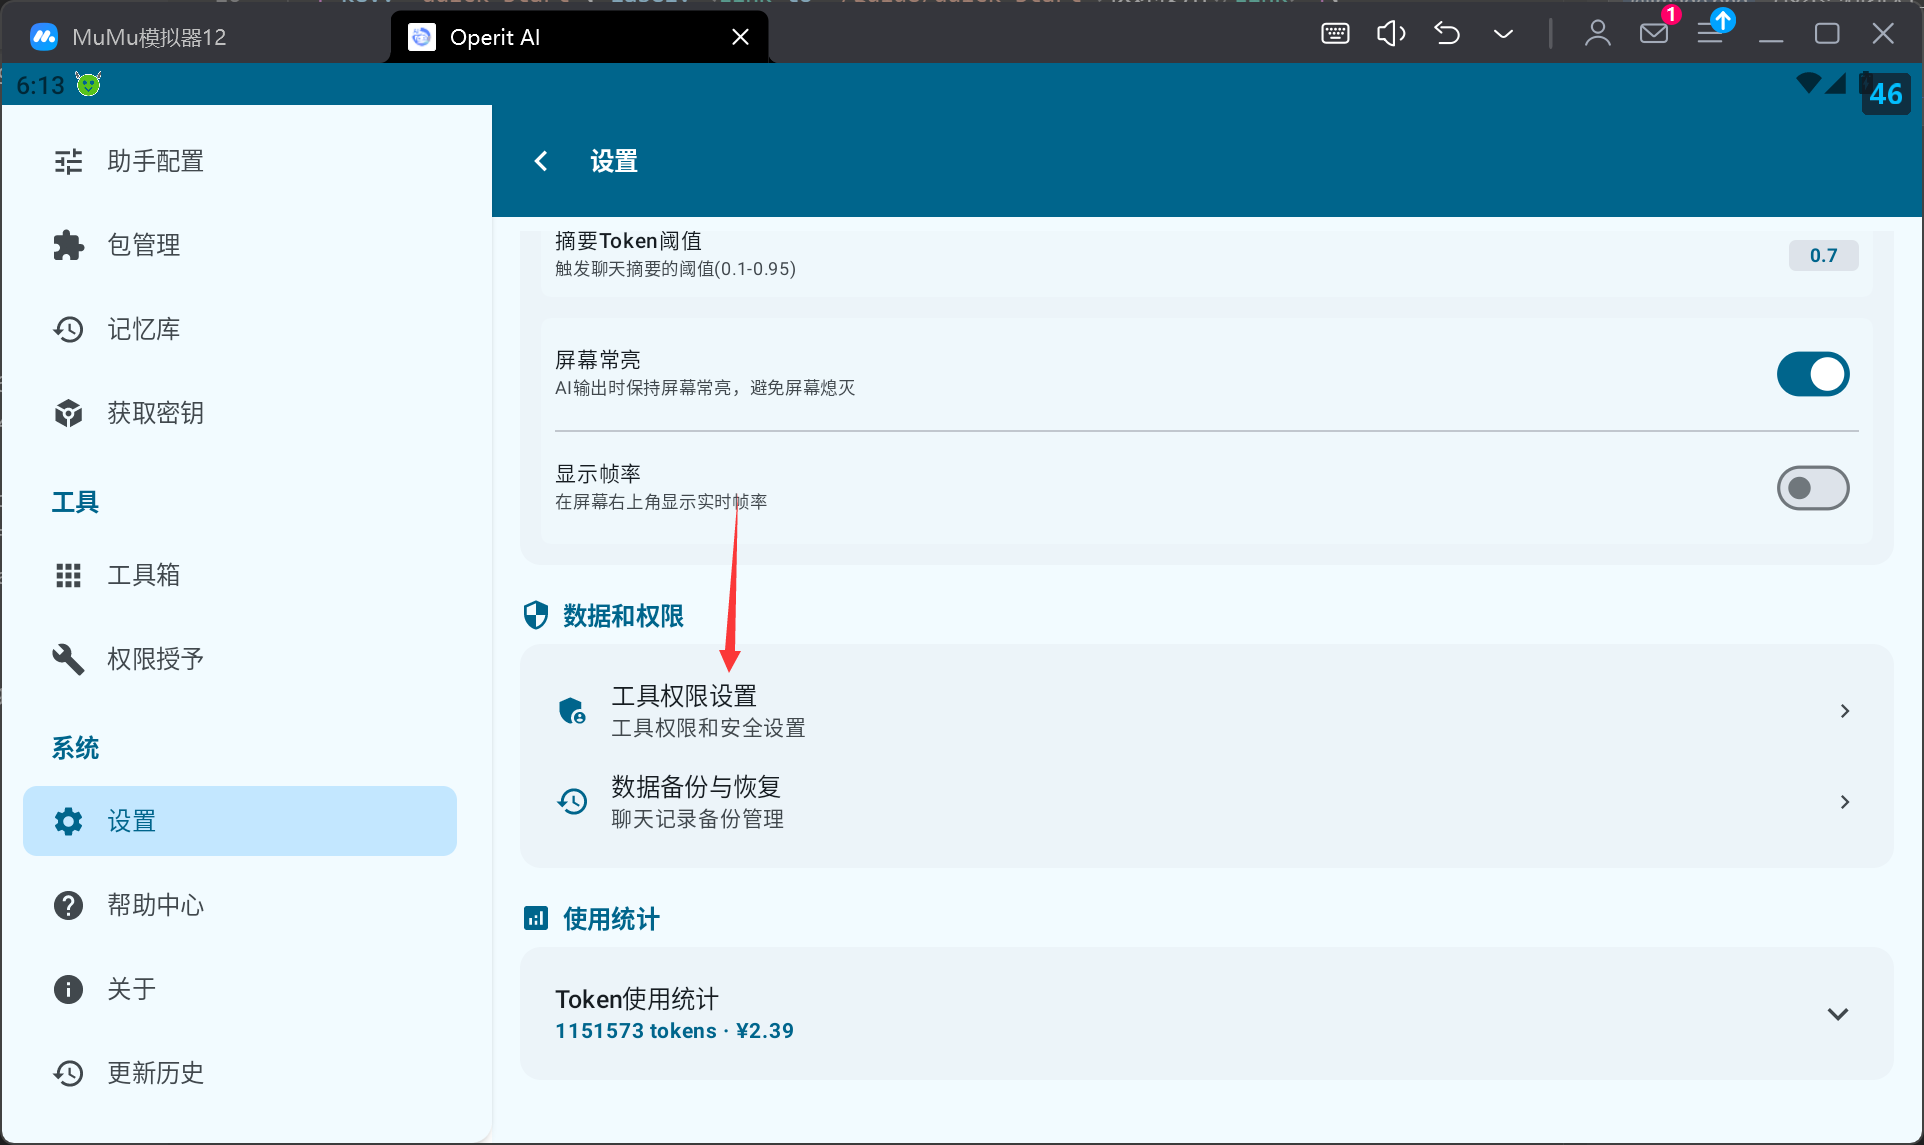 MuMu模拟器12
Operit AI
1
6:13
46
助手配置
包管理
记忆库
获取密钥
工具
工具箱
权限授予
系统
设置
帮助中心
关于
更新历史
设置
摘要Token阈值
触发聊天摘要的阈值(0.1-0.95)
0.7
屏幕常亮
AI输出时保持屏幕常亮，避免屏幕熄灭
显示帧率
在屏幕右上角显示实时帧率
数据和权限
工具权限设置
工具权限和安全设置
数据备份与恢复
聊天记录备份管理
使用统计
Token使用统计
1151573 tokens · ¥2.39